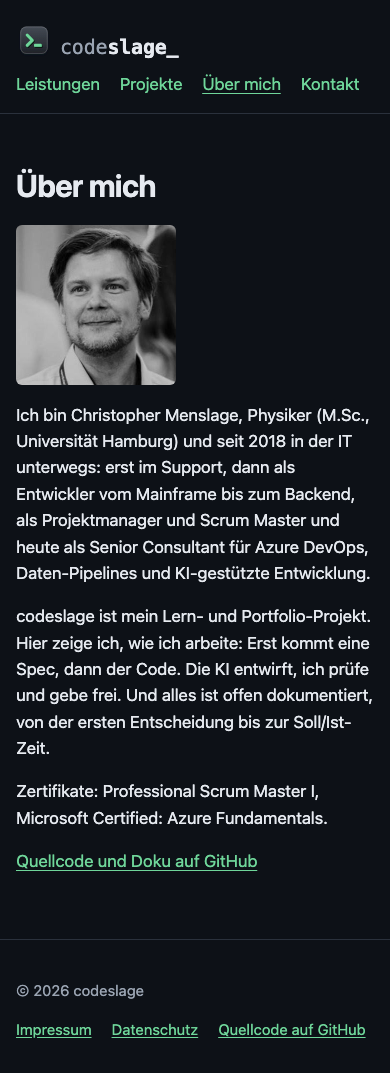 codeslage_
Leistungen Projekte Über mich Kontakt
Über mich
Ich bin Christopher Menslage, Physiker (M.Sc.,
Universität Hamburg) und seit 2018 in der IT
unterwegs: erst im Support, dann als
Entwickler vom Mainframe bis zum Backend,
als Projektmanager und Scrum Master und
heute als Senior Consultant für Azure DevOps,
Daten-Pipelines und KI-gestützte Entwicklung.
codeslage ist mein Lern- und Portfolio-Projekt.
Hier zeige ich, wie ich arbeite: Erst kommt eine
Spec, dann der Code. Die KI entwirft, ich prüfe
und gebe frei. Und alles ist offen dokumentiert,
von der ersten Entscheidung bis zur Soll/Ist-
Zeit.
Zertifikate: Professional Scrum Master I,
Microsoft Certified: Azure Fundamentals.
Quellcode und Doku auf GitHub
© 2026 codeslage
Impressum Datenschutz Quellcode auf GitHub